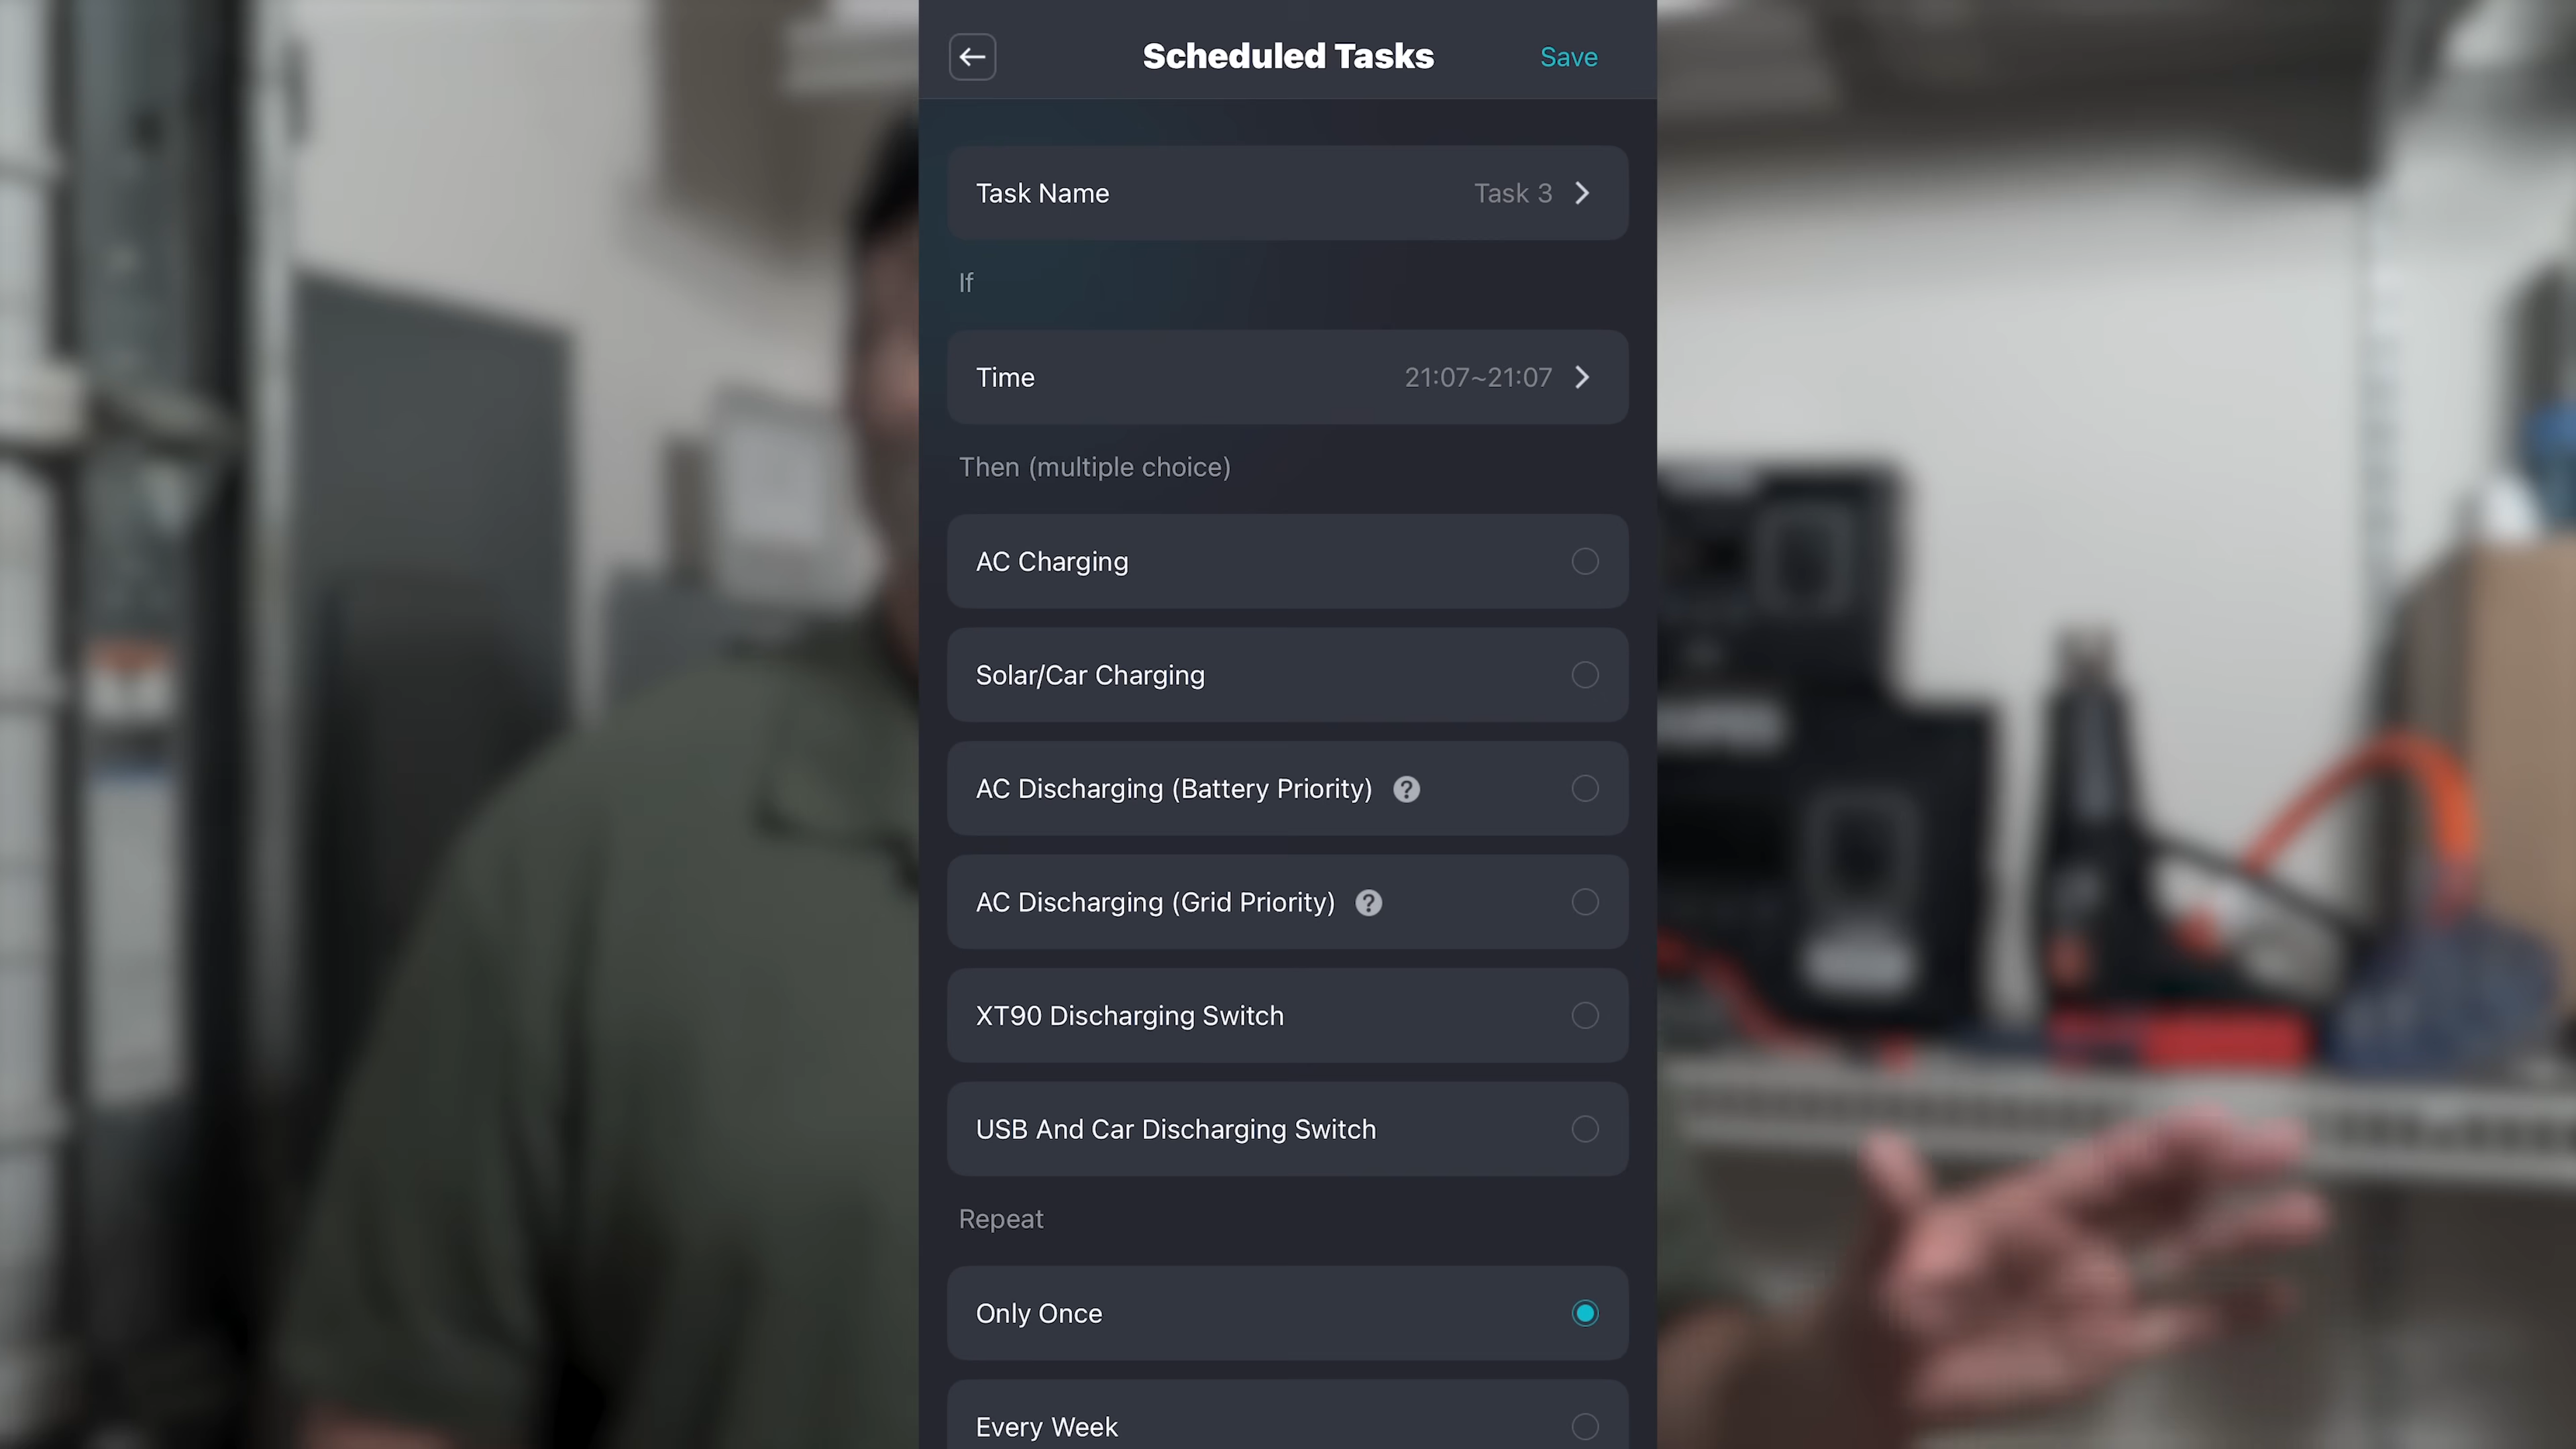 Scheduled Tasks
Save
Task Name
Task 3
If
Time
21:07~21:07
Then (multiple choice)
AC Charging
Solar/Car Charging
AC Discharging (Battery Priority) ?
AC Discharging (Grid Priority) ?
XT90 Discharging Switch
USB And Car Discharging Switch
Repeat
Only Once
Every Week